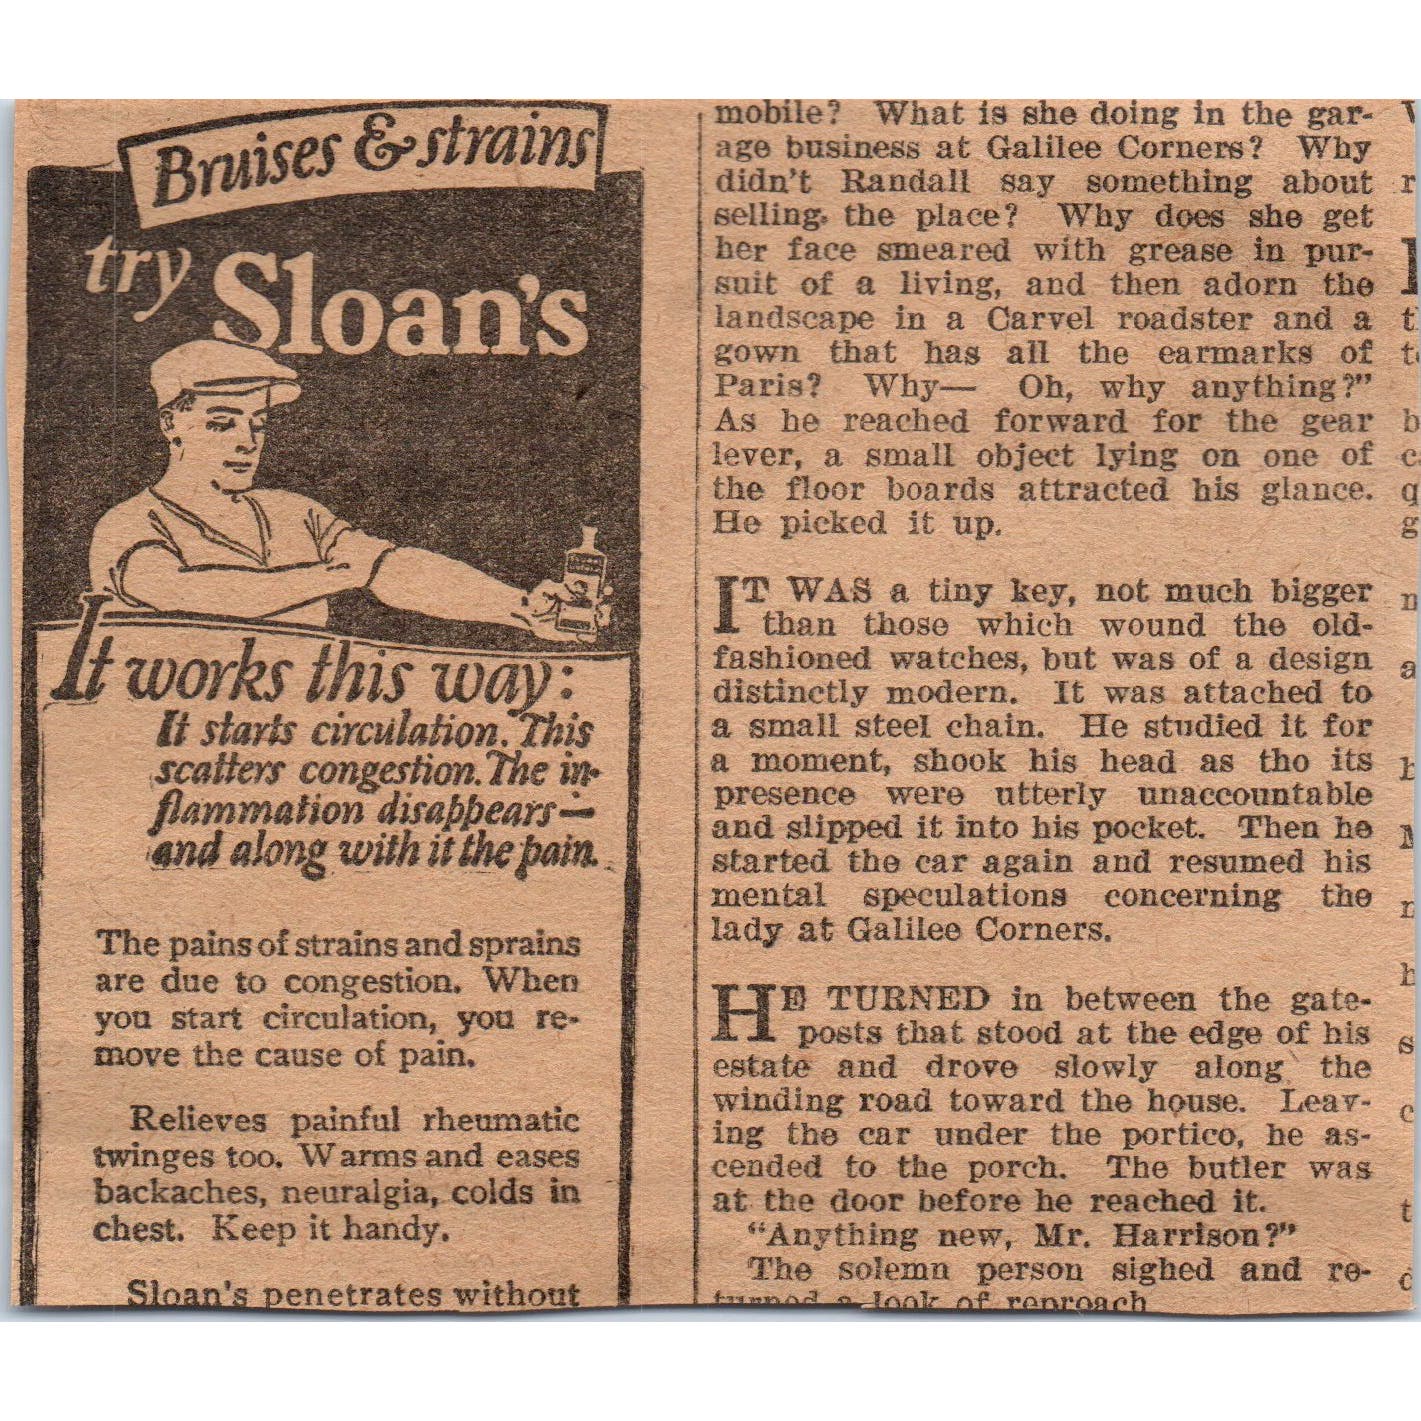 Bruises & strains
try Sloan's
It works this way:
It starts circulation. This
scatters congestion. The in-
flammation disappears—
and along with it the pain.
The pains of strains and sprains
are due to congestion. When
you start circulation, you re-
move the cause of pain.
Relieves painful rheumatic
twinges too. Warms and eases
backaches, neuralgia, colds in
chest. Keep it handy.
Sloan's penetrates without
mobile? What is she doing in the gar-
age business at Galilee Corners? Why
didn't Randall say something about
selling the place? Why does she get
her face smeared with grease in pur-
suit of a living, and then adorn the
landscape in a Carvel roadster and a
gown that has all the earmarks of
Paris? Why— Oh, why anything?"
As he reached forward for the gear
lever, a small object lying on one of
the floor boards attracted his glance.
He picked it up.
IT WAS a tiny key, not much bigger
than those which wound the old-
fashioned watches, but was of a design
distinctly modern. It was attached to
a small steel chain. He studied it for
a moment, shook his head as tho its
presence were utterly unaccountable
and slipped it into his pocket. Then he
started the car again and resumed his
mental speculations concerning the
lady at Galilee Corners.
HE TURNED in between the gate-
posts that stood at the edge of his
estate and drove slowly along the
winding road toward the house. Leav-
ing the car under the portico, he as-
cended to the porch. The butler was
at the door before he reached it.
"Anything new, Mr. Harrison?"
The solemn person sighed and re-
turned a look of reproach